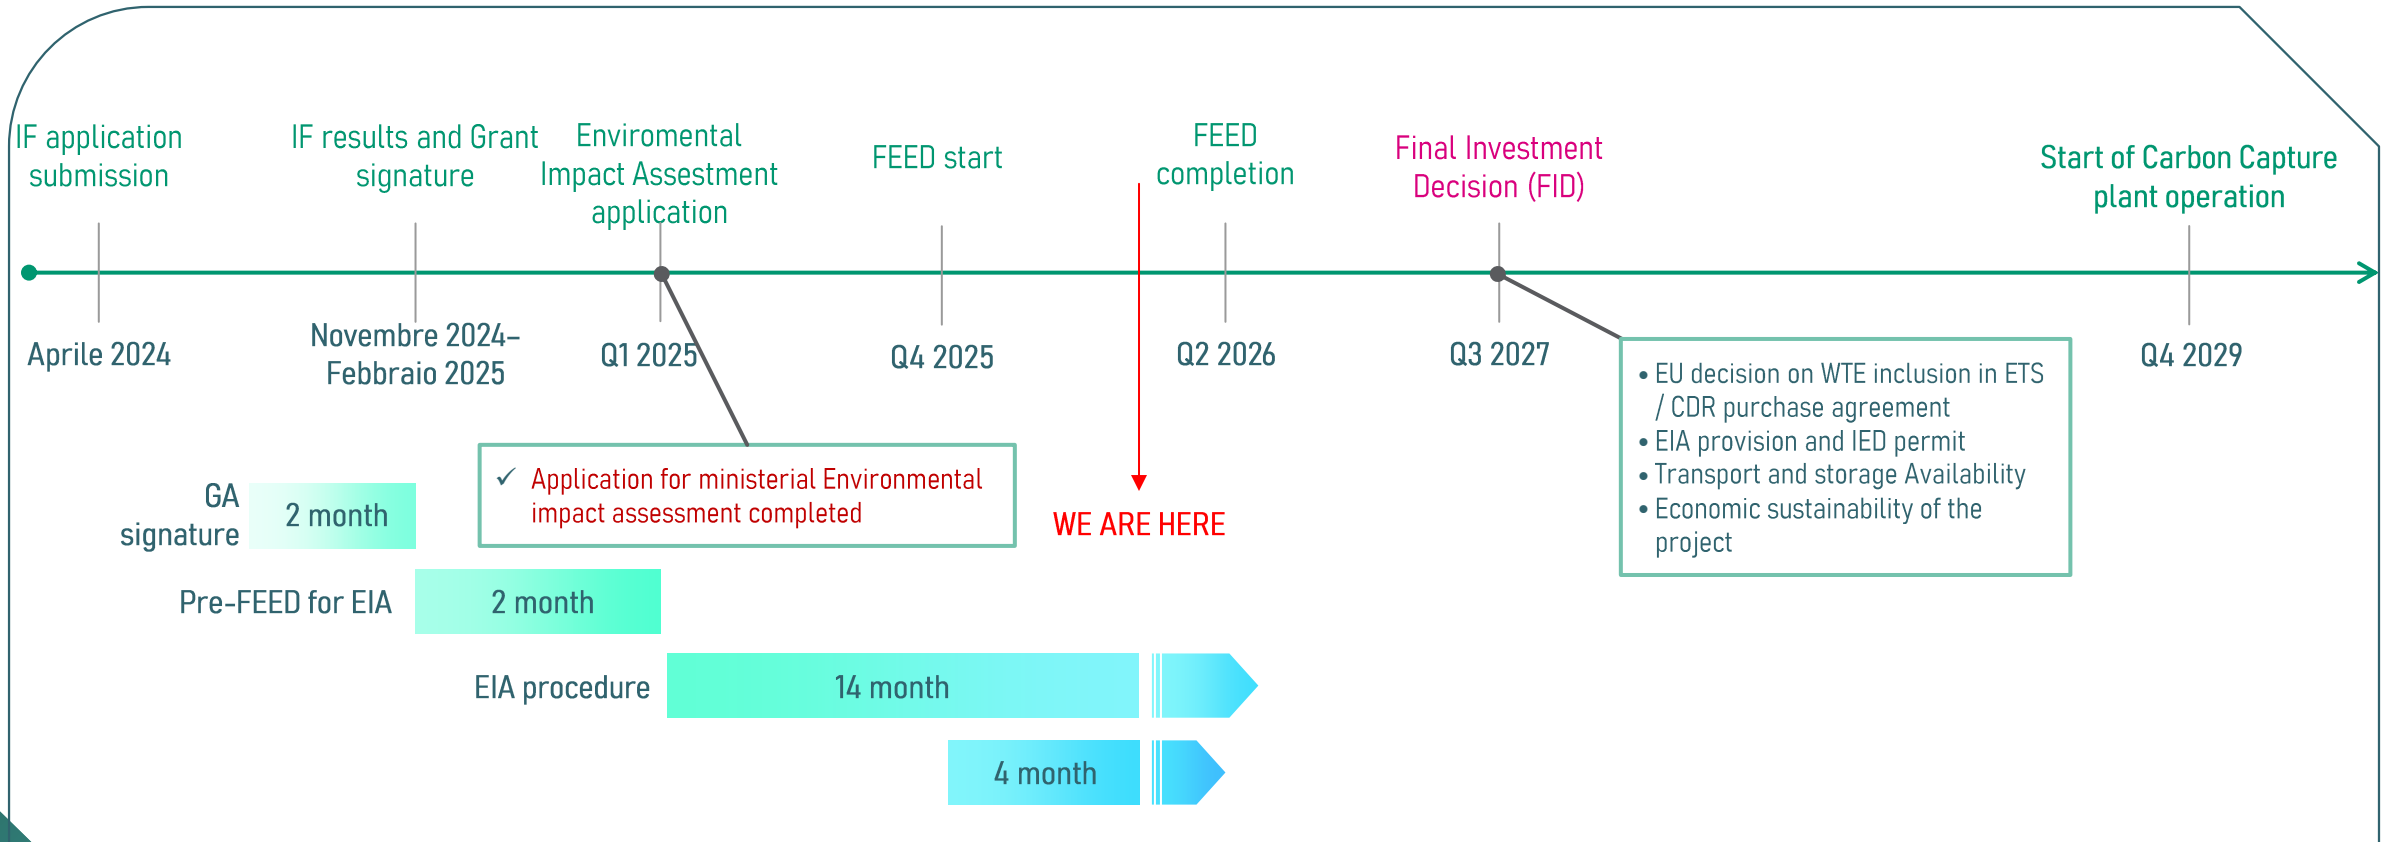 IF application
submission
IF results and Grant
signature
Enviromental
Impact Assestment
application
FEED start
FEED
completion
Final Investment
Decision (FID)
Start of Carbon Capture
plant operation
Aprile 2024
Novembre 2024–
Febbraio 2025
Q1 2025
Q4 2025
Q2 2026
Q3 2027
Q4 2029
• EU decision on WTE inclusion in ETS
/ CDR purchase agreement
• EIA provision and IED permit
• Transport and storage Availability
• Economic sustainability of the
project
✓ Application for ministerial Environmental
impact assessment completed
WE ARE HERE
GA
signature
2 month
Pre-FEED for EIA
2 month
EIA procedure
14 month
4 month